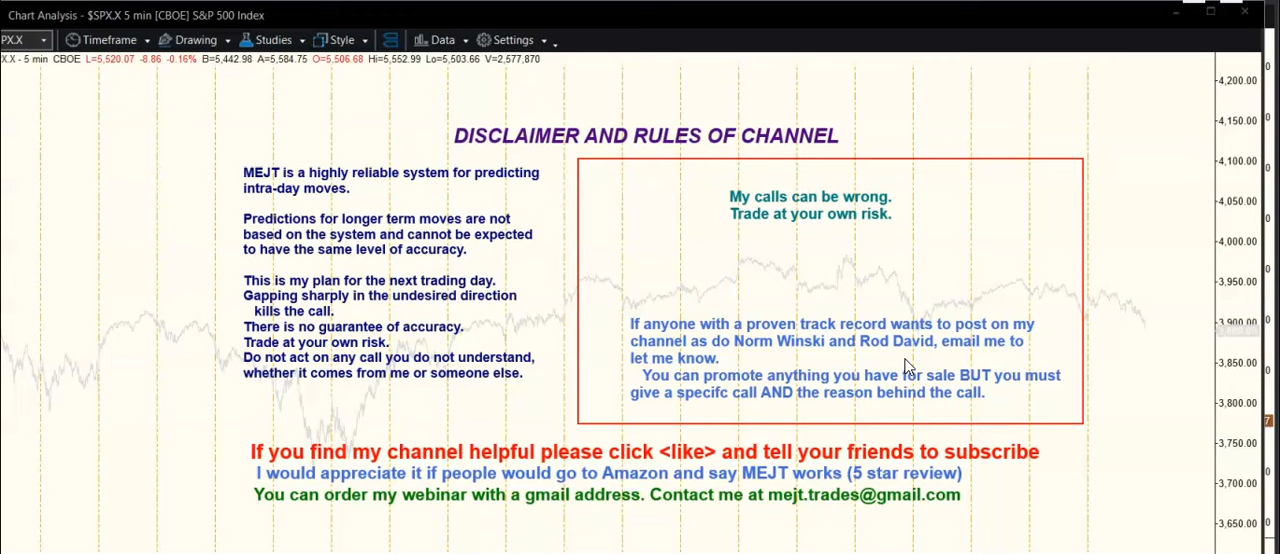 Chart Analysis - $SPX.X 5 min [CBOE] S&P 500 Index
PX.X Timeframe Drawing Studies Style Data Settings
X.X - 5 min CBOE L=5,520.07 -8.86 -0.16% B=5,442.98 A=5,584.75 O=5,506.68 Hi=5,552.99 Lo=5,503.66 V=2,577,870
DISCLAIMER AND RULES OF CHANNEL
MEJT is a highly reliable system for predicting
intra-day moves.
Predictions for longer term moves are not
based on the system and cannot be expected
to have the same level of accuracy.
This is my plan for the next trading day.
Gapping sharply in the undesired direction
kills the call.
There is no guarantee of accuracy.
Trade at your own risk.
Do not act on any call you do not understand,
whether it comes from me or someone else.
My calls can be wrong.
Trade at your own risk.
If anyone with a proven track record wants to post on my
channel as do Norm Winski and Rod David, email me to
let me know.
You can promote anything you have for sale BUT you must
give a specifc call AND the reason behind the call.
If you find my channel helpful please click <like> and tell your friends to subscribe
I would appreciate it if people would go to Amazon and say MEJT works (5 star review)
You can order my webinar with a gmail address. Contact me at mejt.trades@gmail.com
4,200.00
4,150.00
4,100.00
4,050.00
4,000.00
3,950.00
3,900.00
3,850.00
3,800.00
3,750.00
3,700.00
3,650.00